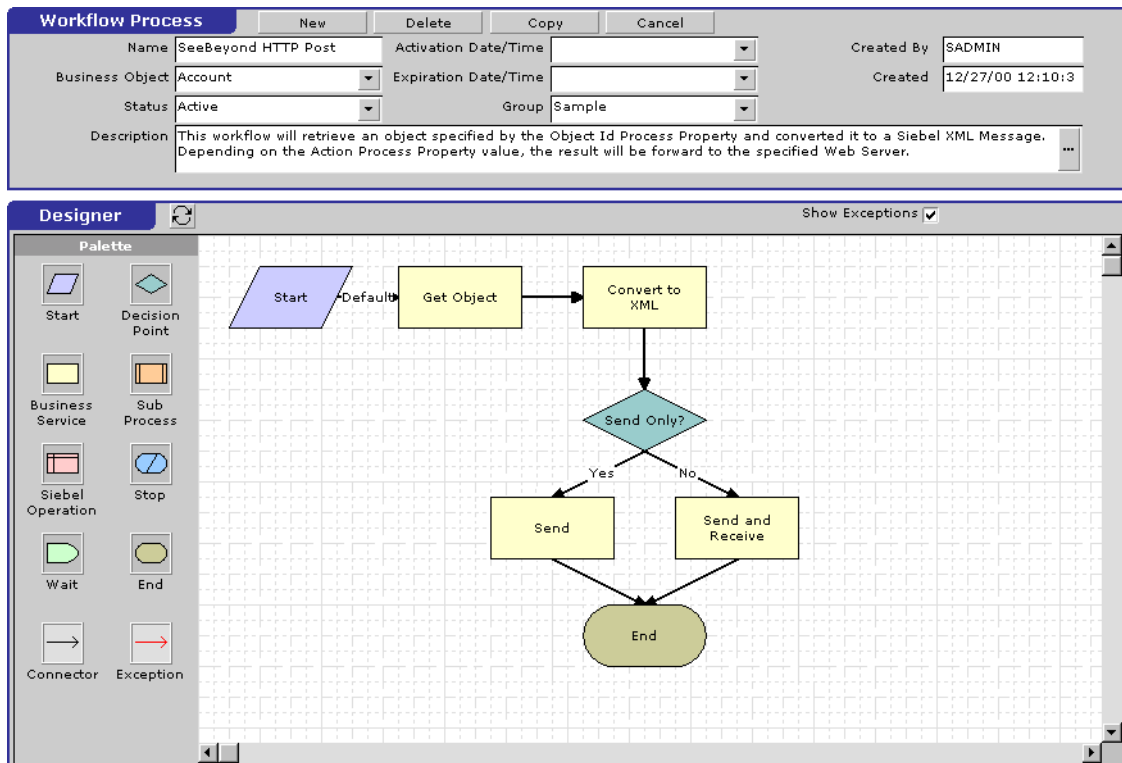 Workflow Process
New
Delete
Copy
Cancel
Name SeeBeyond HTTP Post
Activation Date/Time
Created By SADMIN
Business Object Account
Expiration Date/Time
Created 12/27/00 12:10:3
Status Active
Group Sample
Description This workflow will retrieve an object specified by the Object Id Process Property and converted it to a Siebel XML Message.
Depending on the Action Process Property value, the result will be forward to the specified Web Server.
...
Designer
Show Exceptions
Palette
Start
Decision
Point
Business
Service
Sub
Process
Siebel
Operation
Stop
Wait
End
Connector
Exception
Start
Default
Get Object
Convert to
XML
Send Only?
Yes
No
Send
Send and
Receive
End